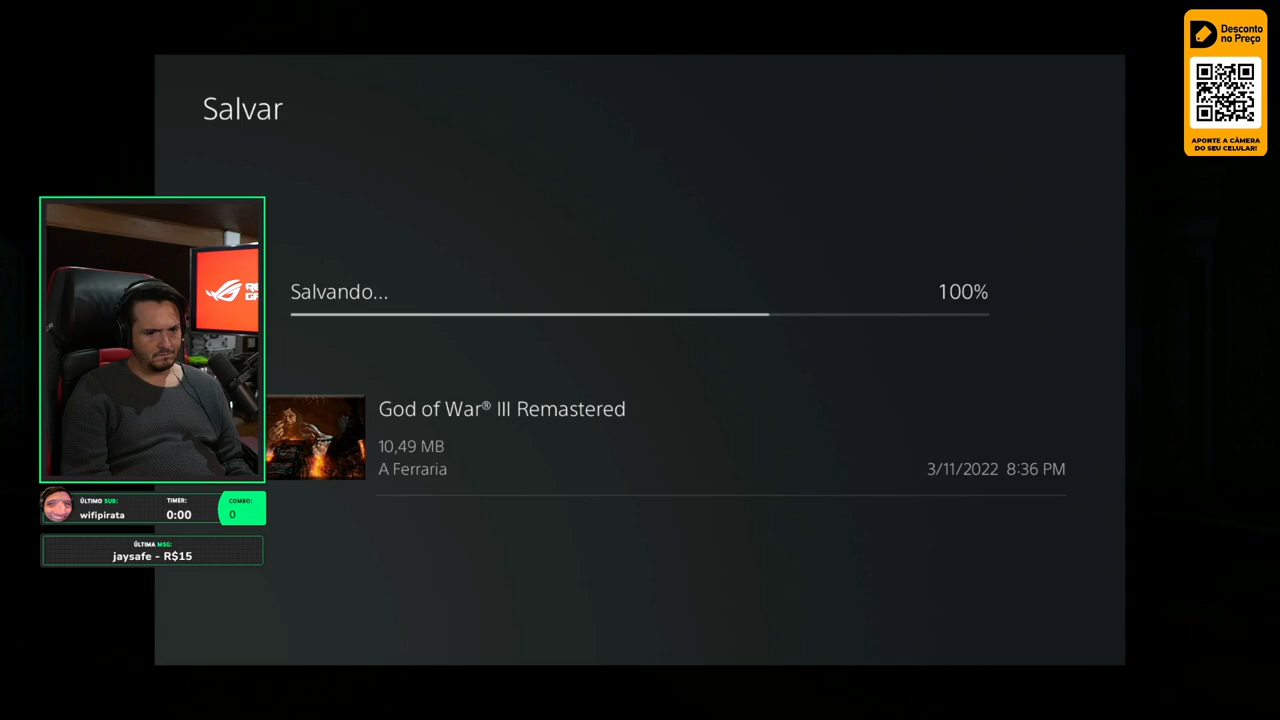 Salvar
Salvando...
100%
God of War® III Remastered
10,49 MB
A Ferraria
3/11/2022 8:36 PM
Desconto
no Preço
APONTE A CÂMERA
DO SEU CELULAR!
ÚLTIMO SUB:
wifipirata
TIMER:
0:00
COMBO:
0
ÚLTIMA MSG:
jaysafe - R$15